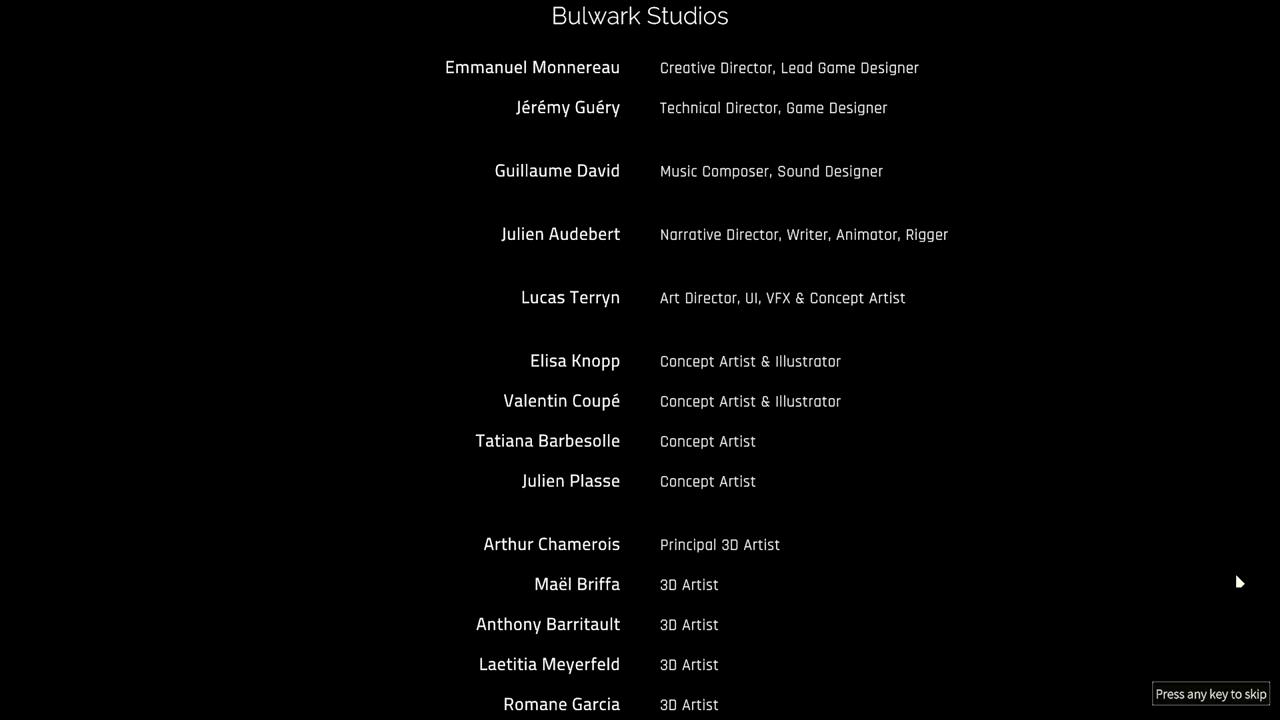 Bulwark Studios
Emmanuel Monnereau Creative Director, Lead Game Designer
Jérémy Guéry Technical Director, Game Designer
Guillaume David Music Composer, Sound Designer
Julien Audebert Narrative Director, Writer, Animator, Rigger
Lucas Terryn Art Director, UI, VFX & Concept Artist
Elisa Knopp Concept Artist & Illustrator
Valentin Coupé Concept Artist & Illustrator
Tatiana Barbesolle Concept Artist
Julien Plasse Concept Artist
Arthur Chamerois Principal 3D Artist
Maël Briffa 3D Artist
Anthony Barritault 3D Artist
Laetitia Meyerfeld 3D Artist
Romane Garcia 3D Artist
Press any key to skip